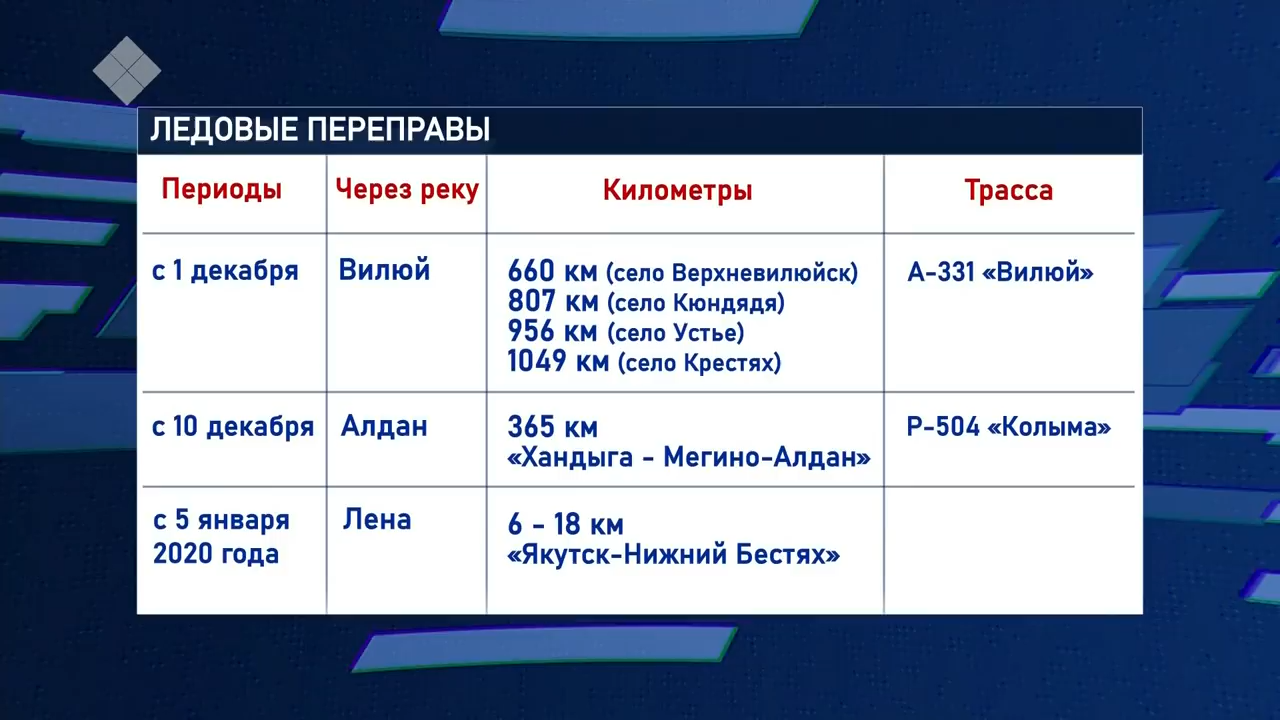 ЛЕДОВЫЕ ПЕРЕПРАВЫ
Периоды Через реку Километры Трасса
с 1 декабря Вилюй 660 км (село Верхневилюйск) А-331 «Вилюй»
807 км (село Кюндядя)
956 км (село Устье)
1049 км (село Крестях)
с 10 декабря Алдан 365 км Р-504 «Колыма»
«Хандыга - Мегино-Алдан»
с 5 января Лена 6 - 18 км
2020 года «Якутск-Нижний Бестях»